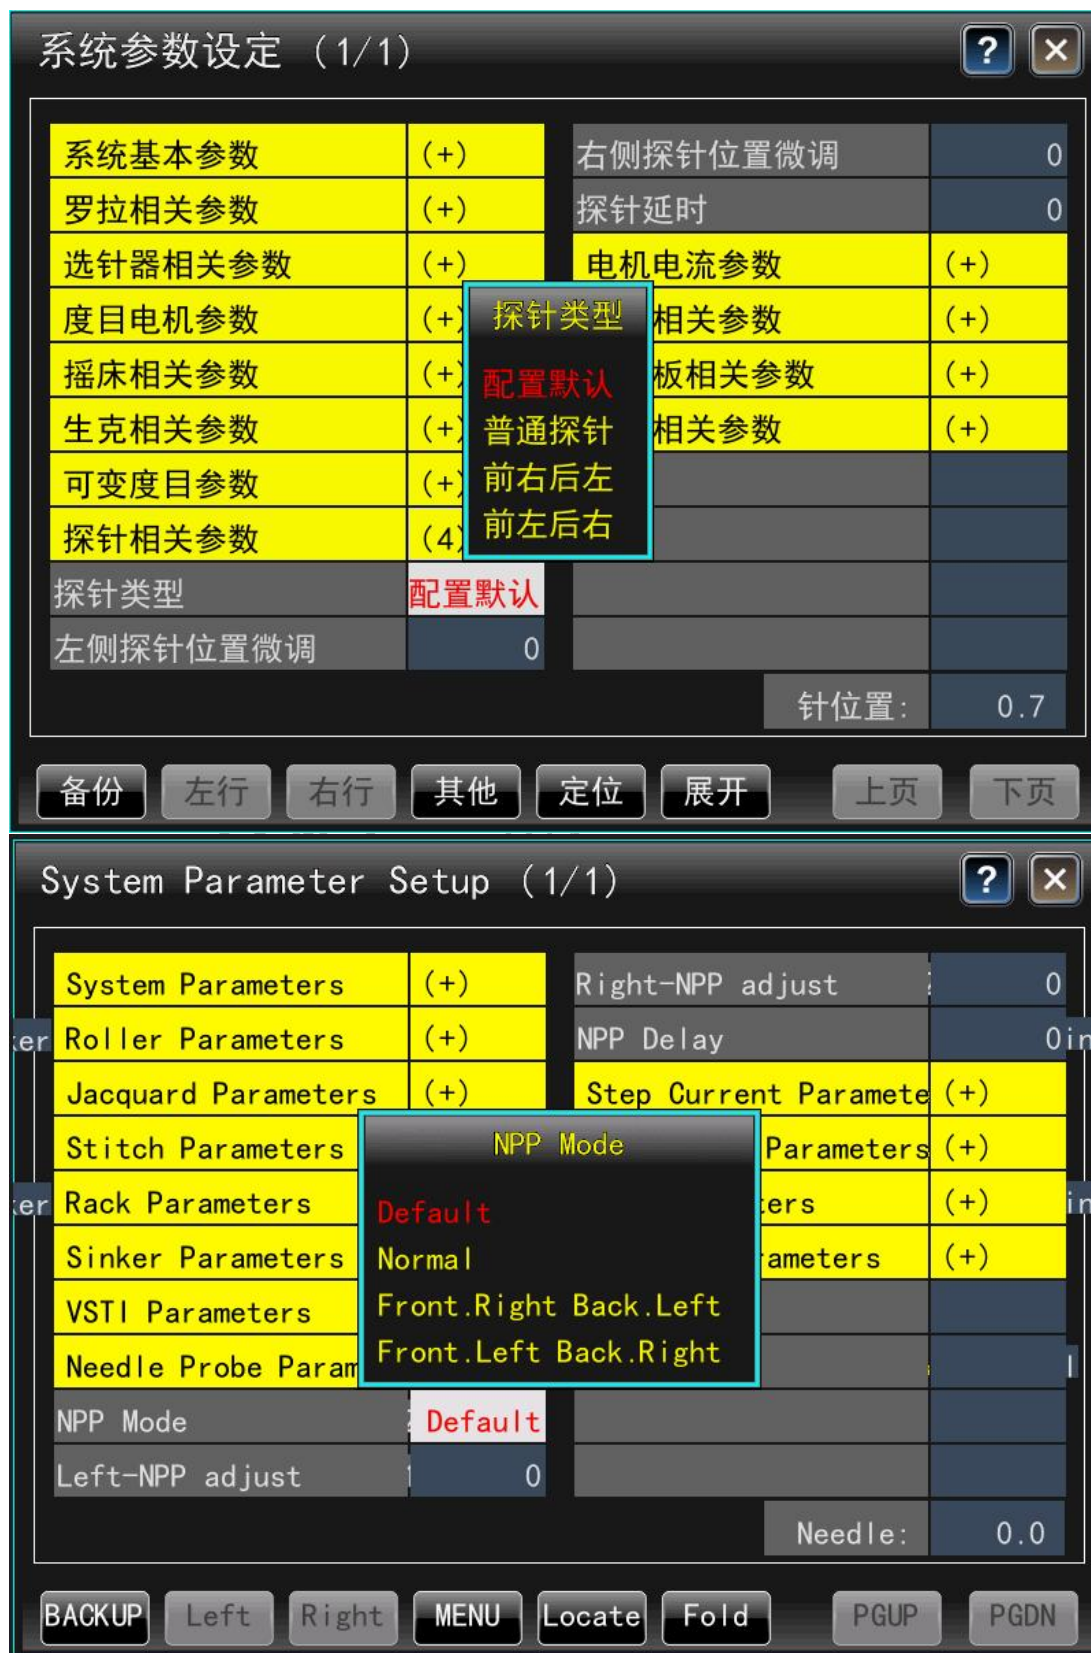 系统参数设定 (1/1)
?
×
系统基本参数 (+) 右侧探针位置微调 0
罗拉相关参数 (+) 探针延时 0
选针器相关参数 (+) 电机电流参数 (+)
度目电机参数 (+) 相关参数 (+)
摇床相关参数 (+) 板相关参数 (+)
生克相关参数 (+) 相关参数 (+)
可变度目参数 (+)
探针相关参数 (4)
探针类型 配置默认
左侧探针位置微调 0
探针类型
配置默认
普通探针
前右后左
前左后右
针位置: 0.7
备份 左行 右行 其他 定位 展开 上页 下页
System Parameter Setup (1/1)
?
×
System Parameters (+) Right-NPP adjust 0
ker Roller Parameters (+) NPP Delay 0 in
Jacquard Parameters (+) Step Current Paramete (+)
Stitch Parameters Parameters (+)
ker Rack Parameters ters (+) in
Sinker Parameters ameters (+)
VSTI Parameters
Needle Probe Param
NPP Mode Default
Left-NPP adjust 0
NPP Mode
Default
Normal
Front.Right Back.Left
Front.Left Back.Right
Needle: 0.0
BACKUP Left Right MENU Locate Fold PGUP PGDN